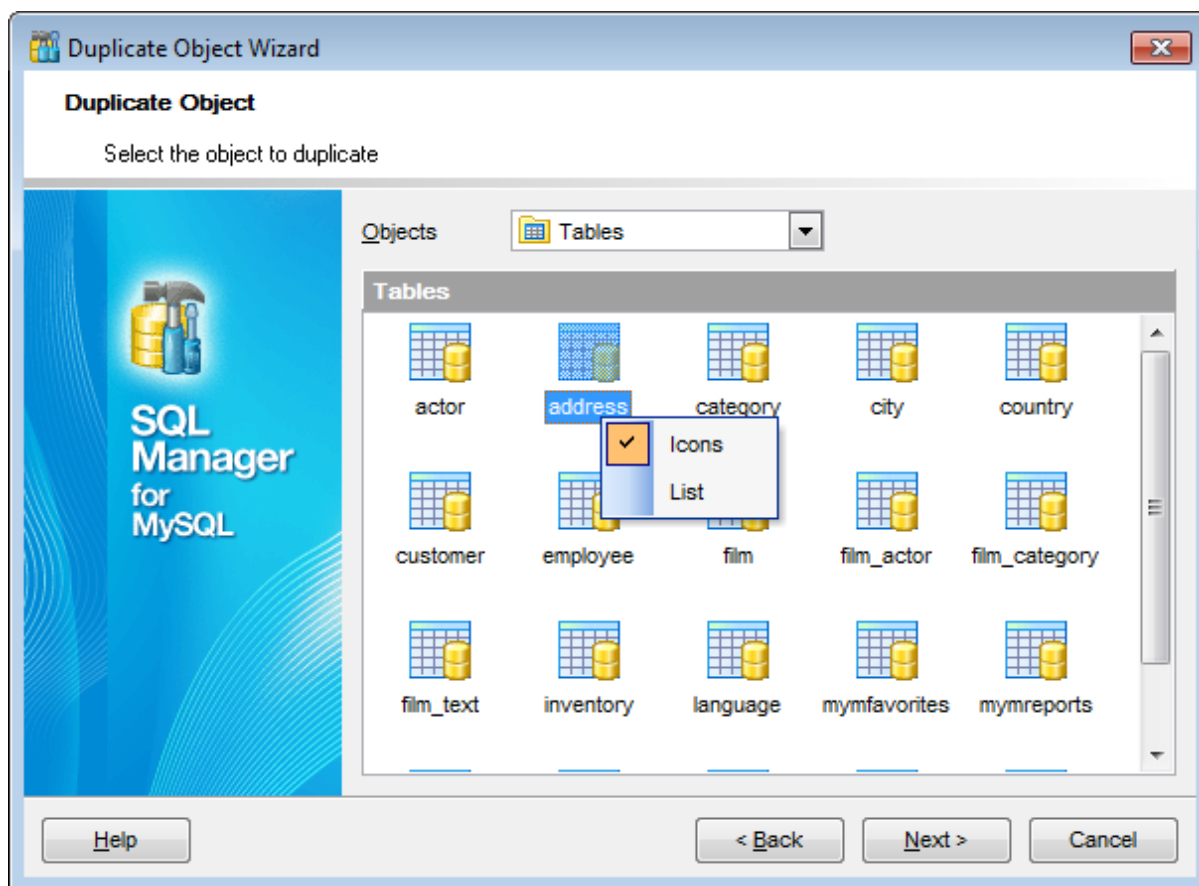 Duplicate Object Wizard
Duplicate Object
Select the object to duplicate
Objects
Tables
Tables
actor address category city country
Icons
List
customer employee film film_actor film_category
film_text inventory language mymfavorites mymreports
SQL
Manager
for
MySQL
Help < Back Next > Cancel